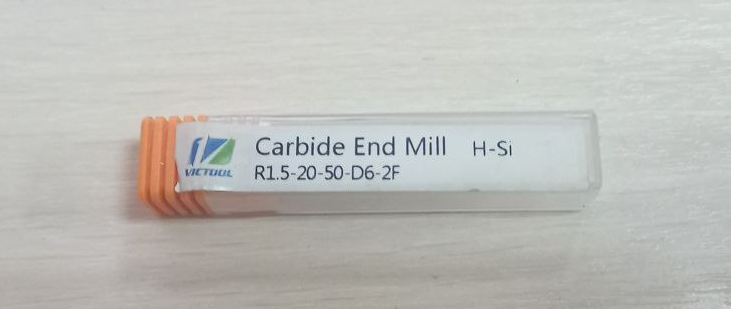 Carbide End Mill H-Si
VICTOOL
R1.5-20-50-D6-2F